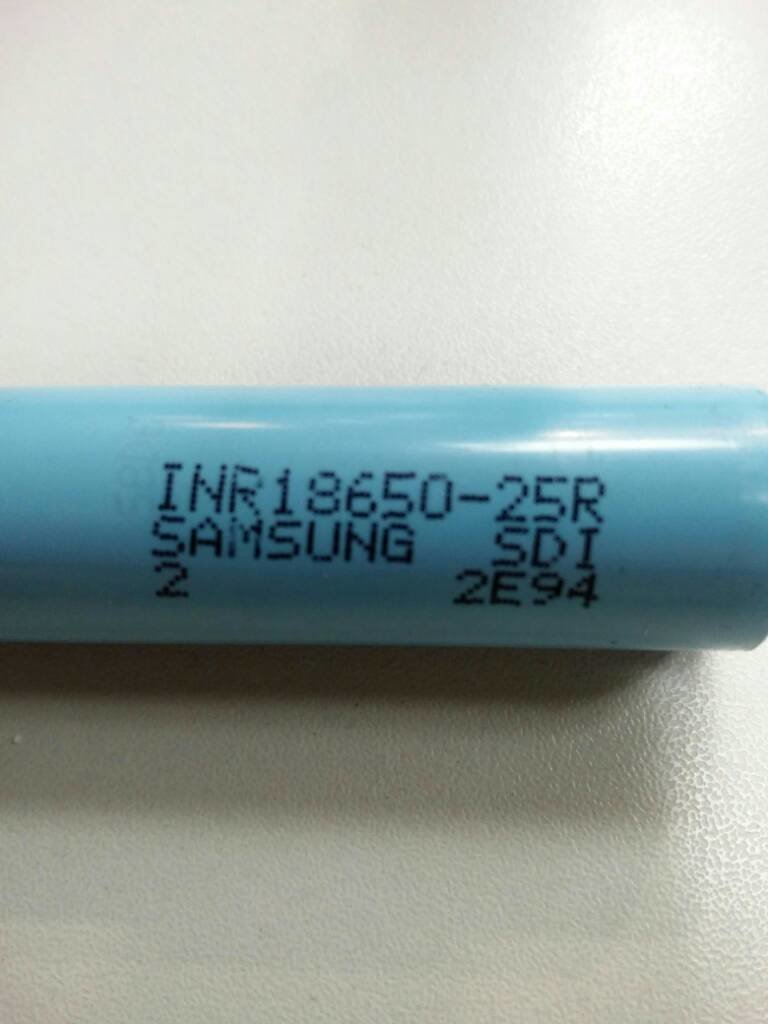 INR18650-25R
SAMSUNG SDI
2 2E94